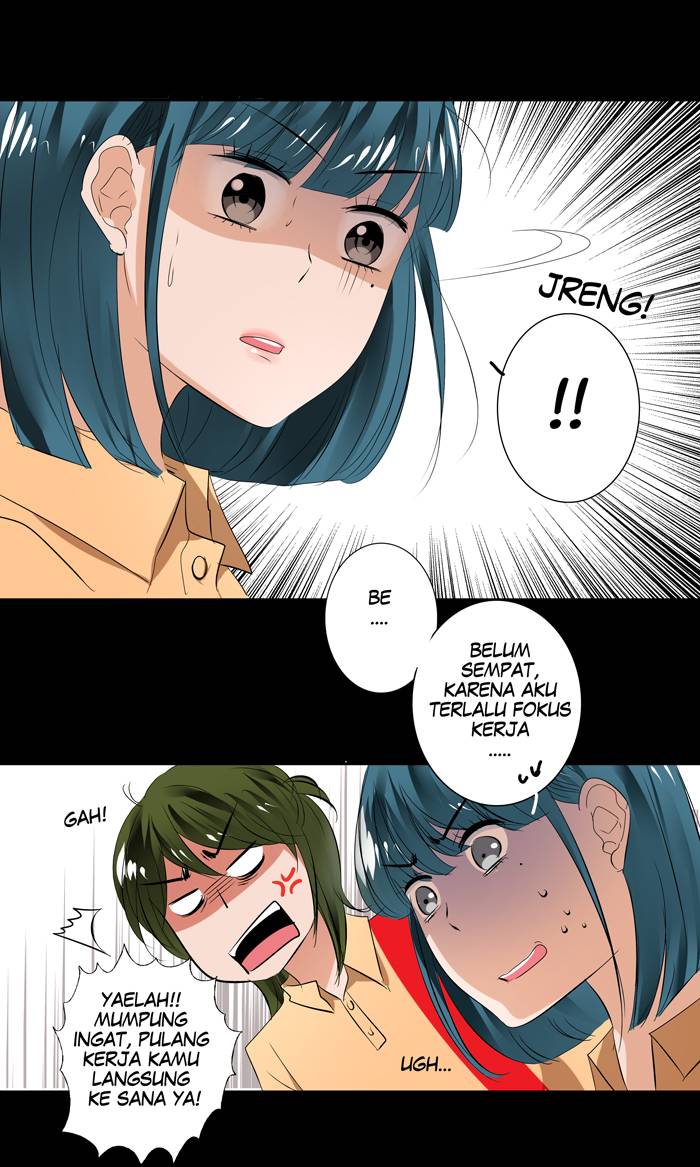 JRENG!
!!
BE
....
BELUM
SEMPAT,
KARENA AKU
TERLALU FOKUS
KERJA
.....
GAH!
YAELAH!!
MUMPUNG
INGAT, PULANG
KERJA KAMU
LANGSUNG
KE SANA YA!
UGH...